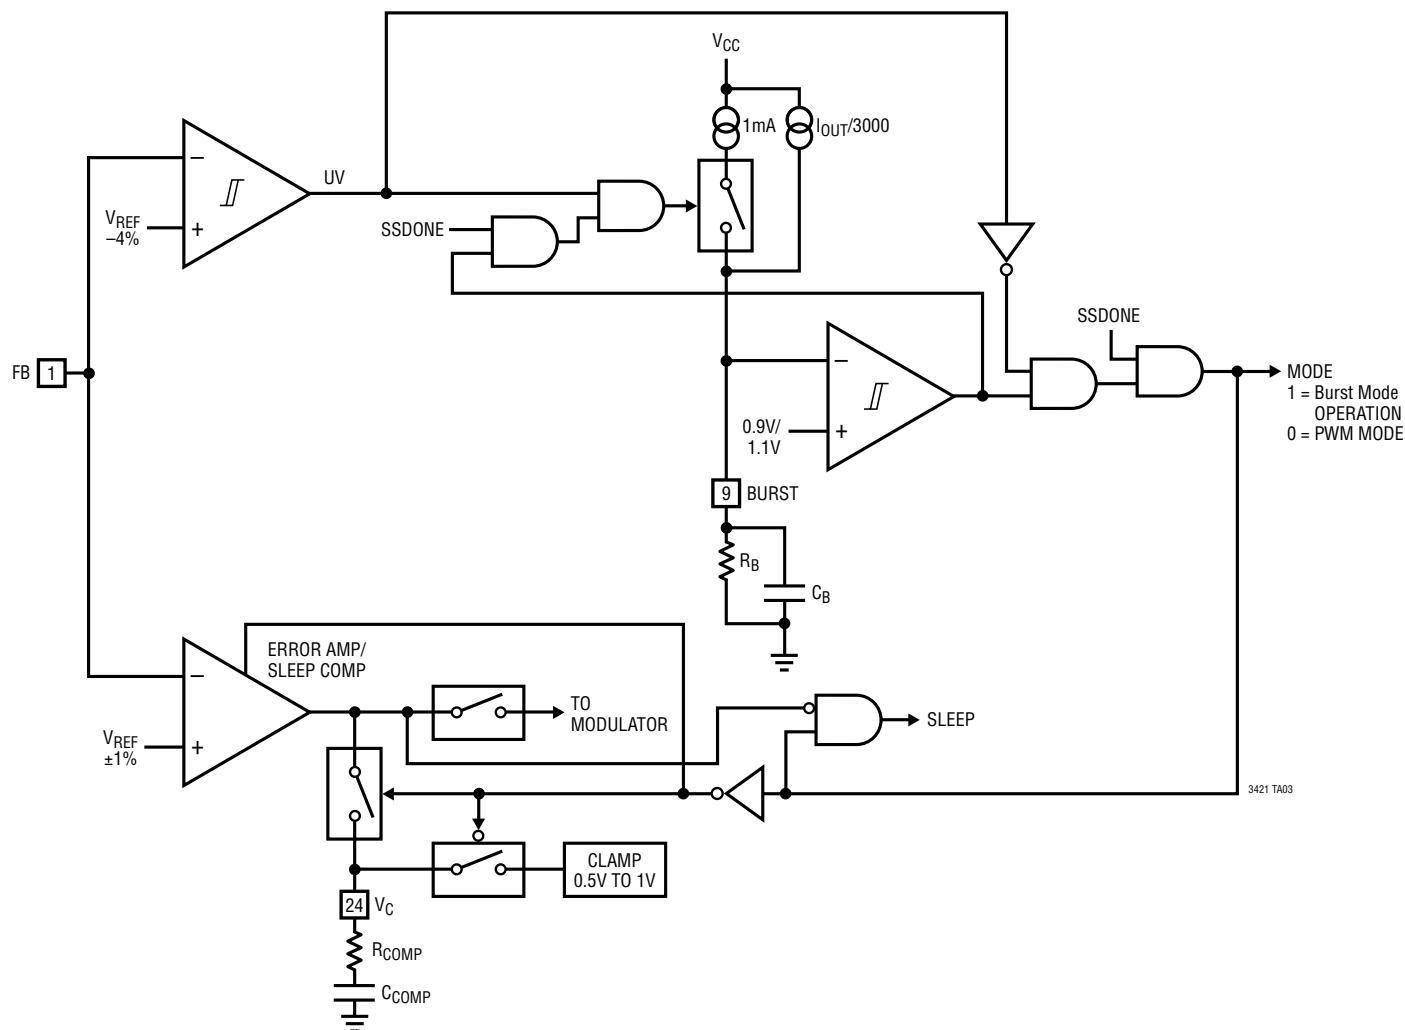 VCC
1mA
IOUT/3000
UV
VREF
–4%
SSDONE
SSDONE
FB 1
MODE
1 = Burst Mode
OPERATION
0 = PWM MODE
0.9V/
1.1V
9 BURST
RB
CB
ERROR AMP/
SLEEP COMP
TO
MODULATOR
SLEEP
VREF
±1%
3421 TA03
CLAMP
0.5V TO 1V
24 VC
RCOMP
CCOMP